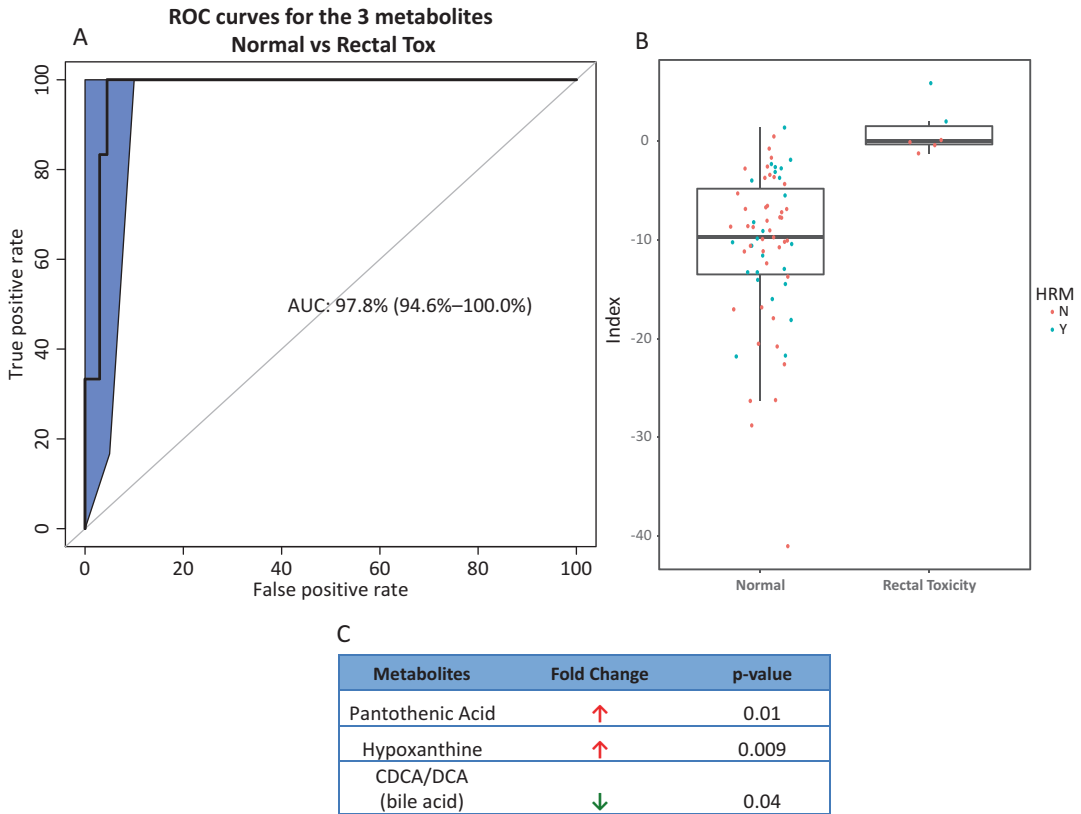 ROC curves for the 3 metabolites
Normal vs Rectal Tox
A
100
80
60
40
20
0
True positive rate
AUC: 97.8% (94.6%–100.0%)
0 20 40 60 80 100
False positive rate
B
0
-10
-20
-30
-40
Index
Normal Rectal Toxicity
HRM
N
Y
C
Metabolites Fold Change p-value
Pantothenic Acid ↑ 0.01
Hypoxanthine ↑ 0.009
CDCA/DCA
(bile acid) ↓ 0.04